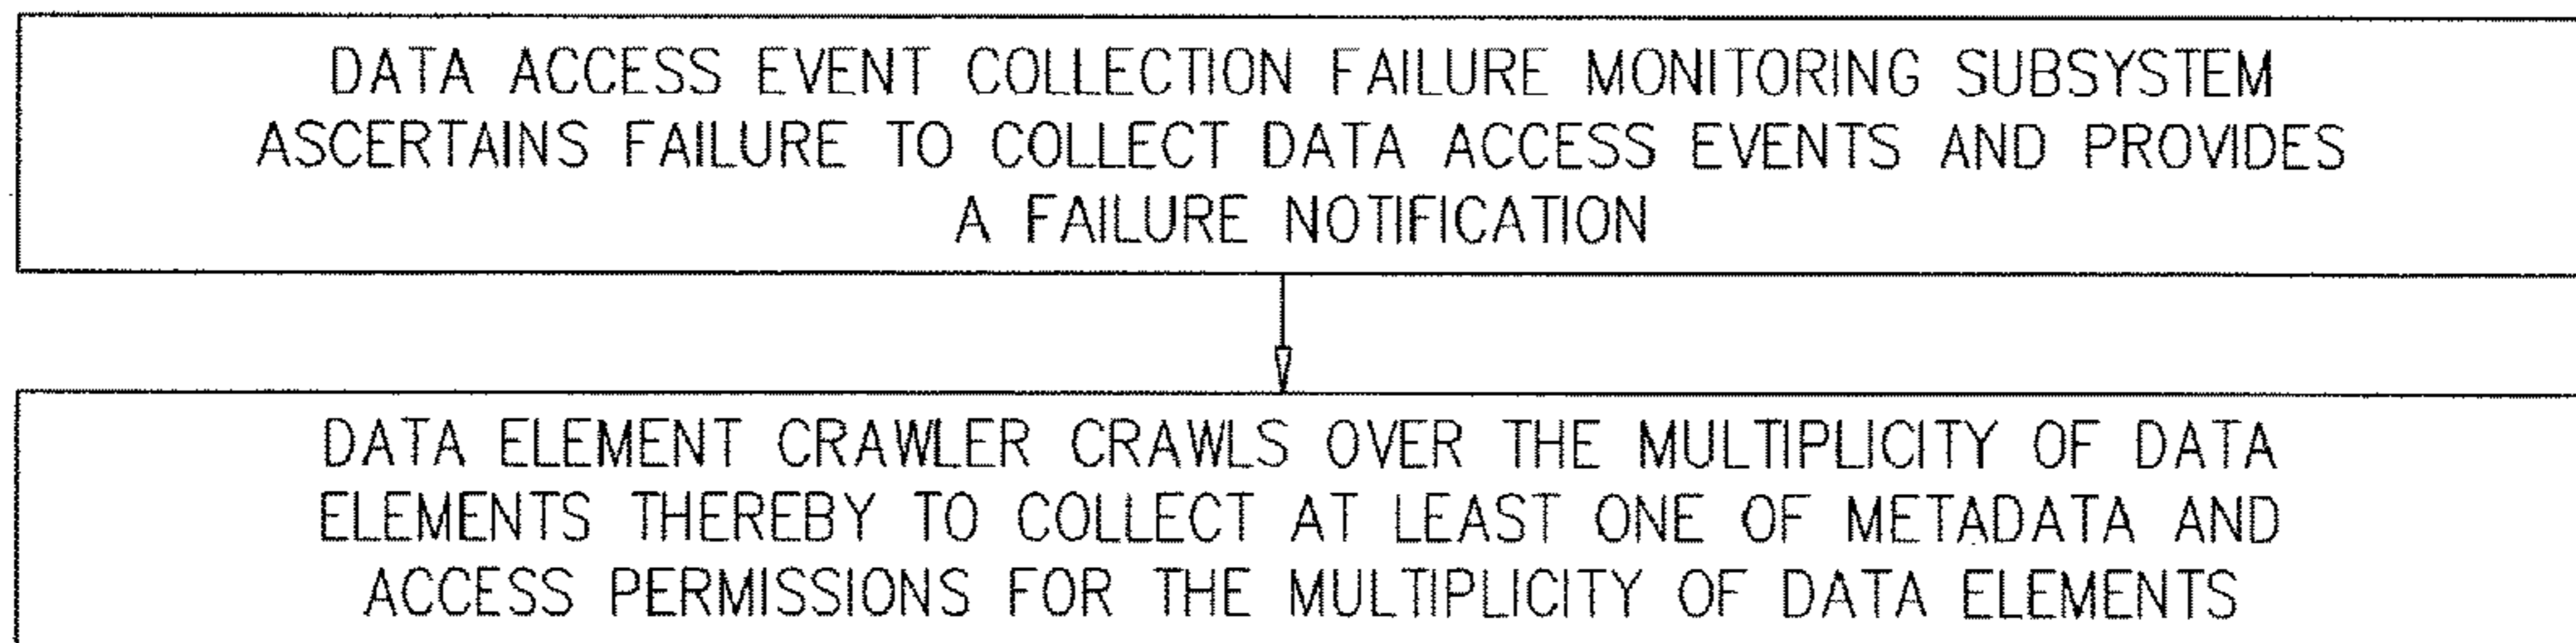 DATA ACCESS EVENT COLLECTION FAILURE MONITORING SUBSYSTEM
ASCERTAINS FAILURE TO COLLECT DATA ACCESS EVENTS AND PROVIDES
A FAILURE NOTIFICATION
DATA ELEMENT CRAWLER CRAWLS OVER THE MULTIPLICITY OF DATA
ELEMENTS THEREBY TO COLLECT AT LEAST ONE OF METADATA AND
ACCESS PERMISSIONS FOR THE MULTIPLICITY OF DATA ELEMENTS